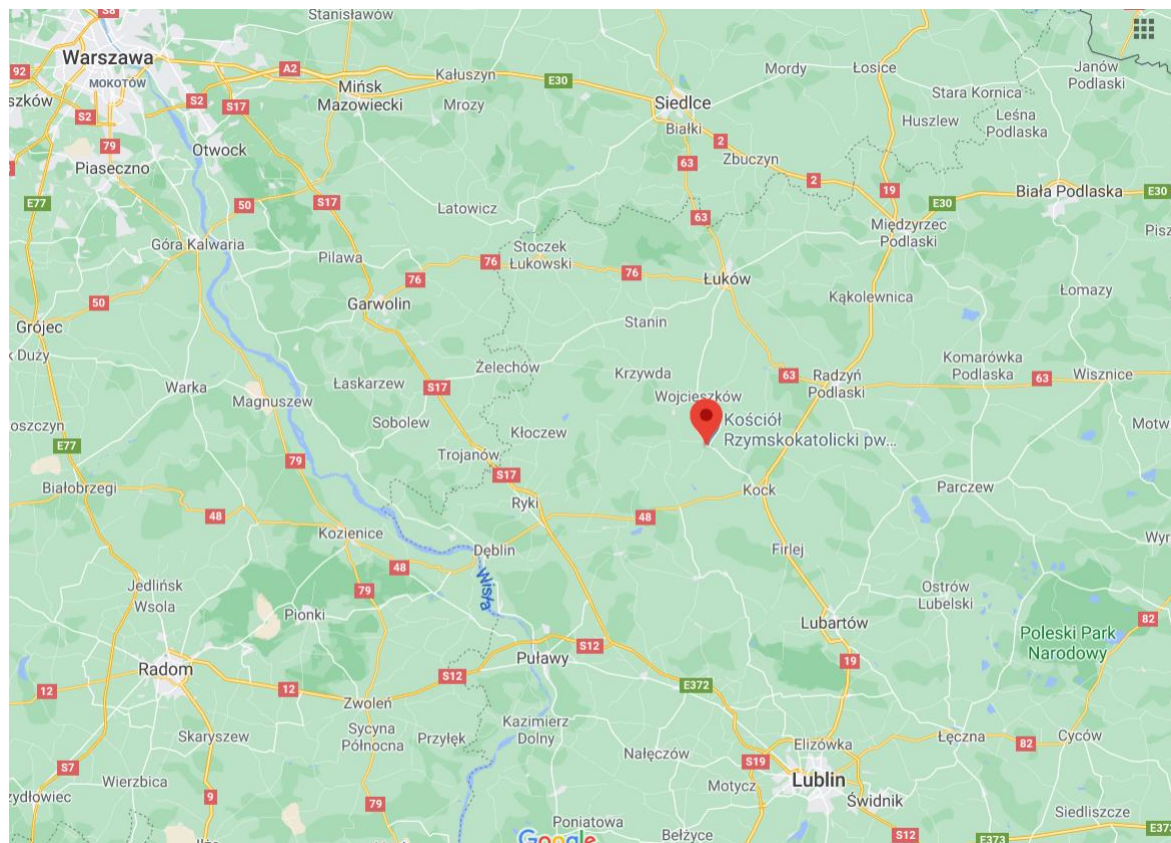 S8
Stanisławów
Warszawa
MOKOTÓW
92
szków
S2
S2
S17
A2
Mińsk
Mazowiecki
Kałuszyn
Mrozy
E30
Siedlce
Białki
Mordy
Łosice
Janów
Podlaski
Stara Kornica
Huszlew
Leśna
Podlaska
79
Piaseczno
Otwock
2
Zbuczyn
63
2
19
E30
Biała Podlaska
E30
E77
50
S17
Latowicz
63
Międzyrzec
Podlaski
Pisz
Góra Kalwaria
Pilawa
Stoczek
Łukowski
76
76
76
Łuków
76
Kąkolewnica
Łomazy
50
Garwolin
Grójec
Stanin
k Duży
Żelechów
Krzywda
63
Radzyń
Podlaski
Komarówka
Podlaska
63
Wisznice
Warka
Łaskarzew
S17
Magnuszew
Wojcieszków
Sobolew
Kościół
Rzymskokatolicki pw...
oszczyn
Motw
E77
79
Kłoczew
Trojanów
S17
Białobrzegi
Ryki
Kock
Parczew
48
48
Kozienice
Dęblin
Firlej
Wyr
48
79
Wisła
Jedlińsk
Wsola
Pionki
Ostrów
Lubelski
Lubartów
82
Poleski Park
Narodowy
Radom
Puławy
S12
19
12
12
S12
E372
Zwoleń
Skaryszew
Sycyna
Północna
Przyłęk
Kazimierz
Dolny
Nałęczów
Elizówka
Łęczna
82
Cyców
S7
Wierzbica
9
S19
Motycz
Lublin
Świdnik
zydłowiec
79
Siedliszcze
Poniatowa
Bełżyce
S12
E373
E373
Google